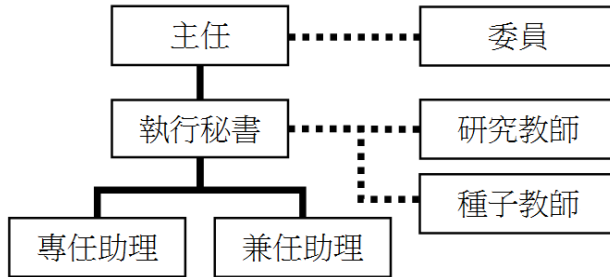 主任
委員
執行秘書
研究教師
種子教師
專任助理
兼任助理